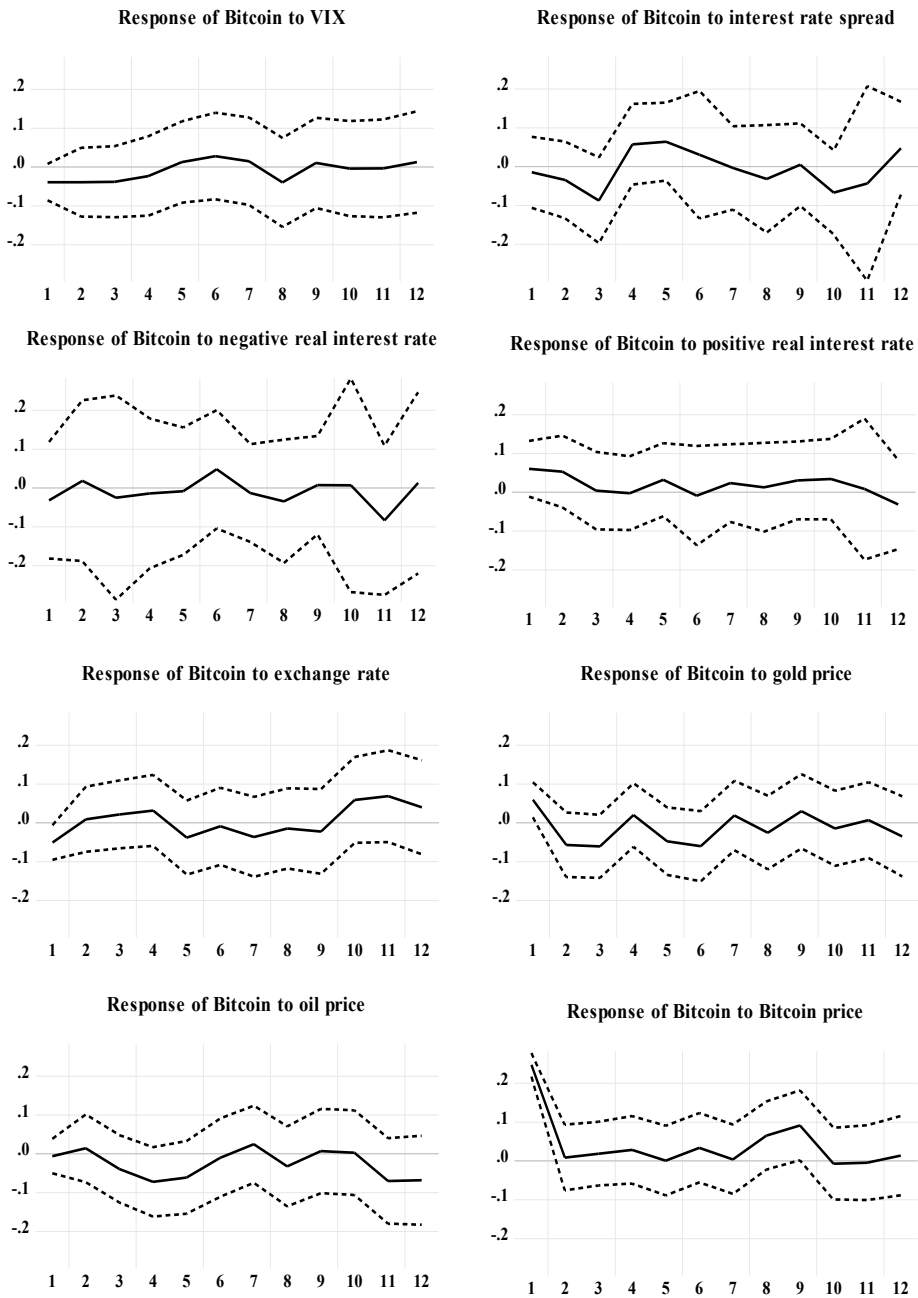 Response of Bitcoin to VIX
.2
.1
.0
-.1
-.2
1 2 3 4 5 6 7 8 9 10 11 12
Response of Bitcoin to interest rate spread
.2
.1
.0
-.1
-.2
1 2 3 4 5 6 7 8 9 10 11 12
Response of Bitcoin to negative real interest rate
.2
.1
.0
-.1
-.2
1 2 3 4 5 6 7 8 9 10 11 12
Response of Bitcoin to positive real interest rate
.2
.1
.0
-.1
-.2
1 2 3 4 5 6 7 8 9 10 11 12
Response of Bitcoin to exchange rate
.2
.1
.0
-.1
-.2
1 2 3 4 5 6 7 8 9 10 11 12
Response of Bitcoin to gold price
.2
.1
.0
-.1
-.2
1 2 3 4 5 6 7 8 9 10 11 12
Response of Bitcoin to oil price
.2
.1
.0
-.1
-.2
1 2 3 4 5 6 7 8 9 10 11 12
Response of Bitcoin to Bitcoin price
.2
.1
.0
-.1
-.2
1 2 3 4 5 6 7 8 9 10 11 12